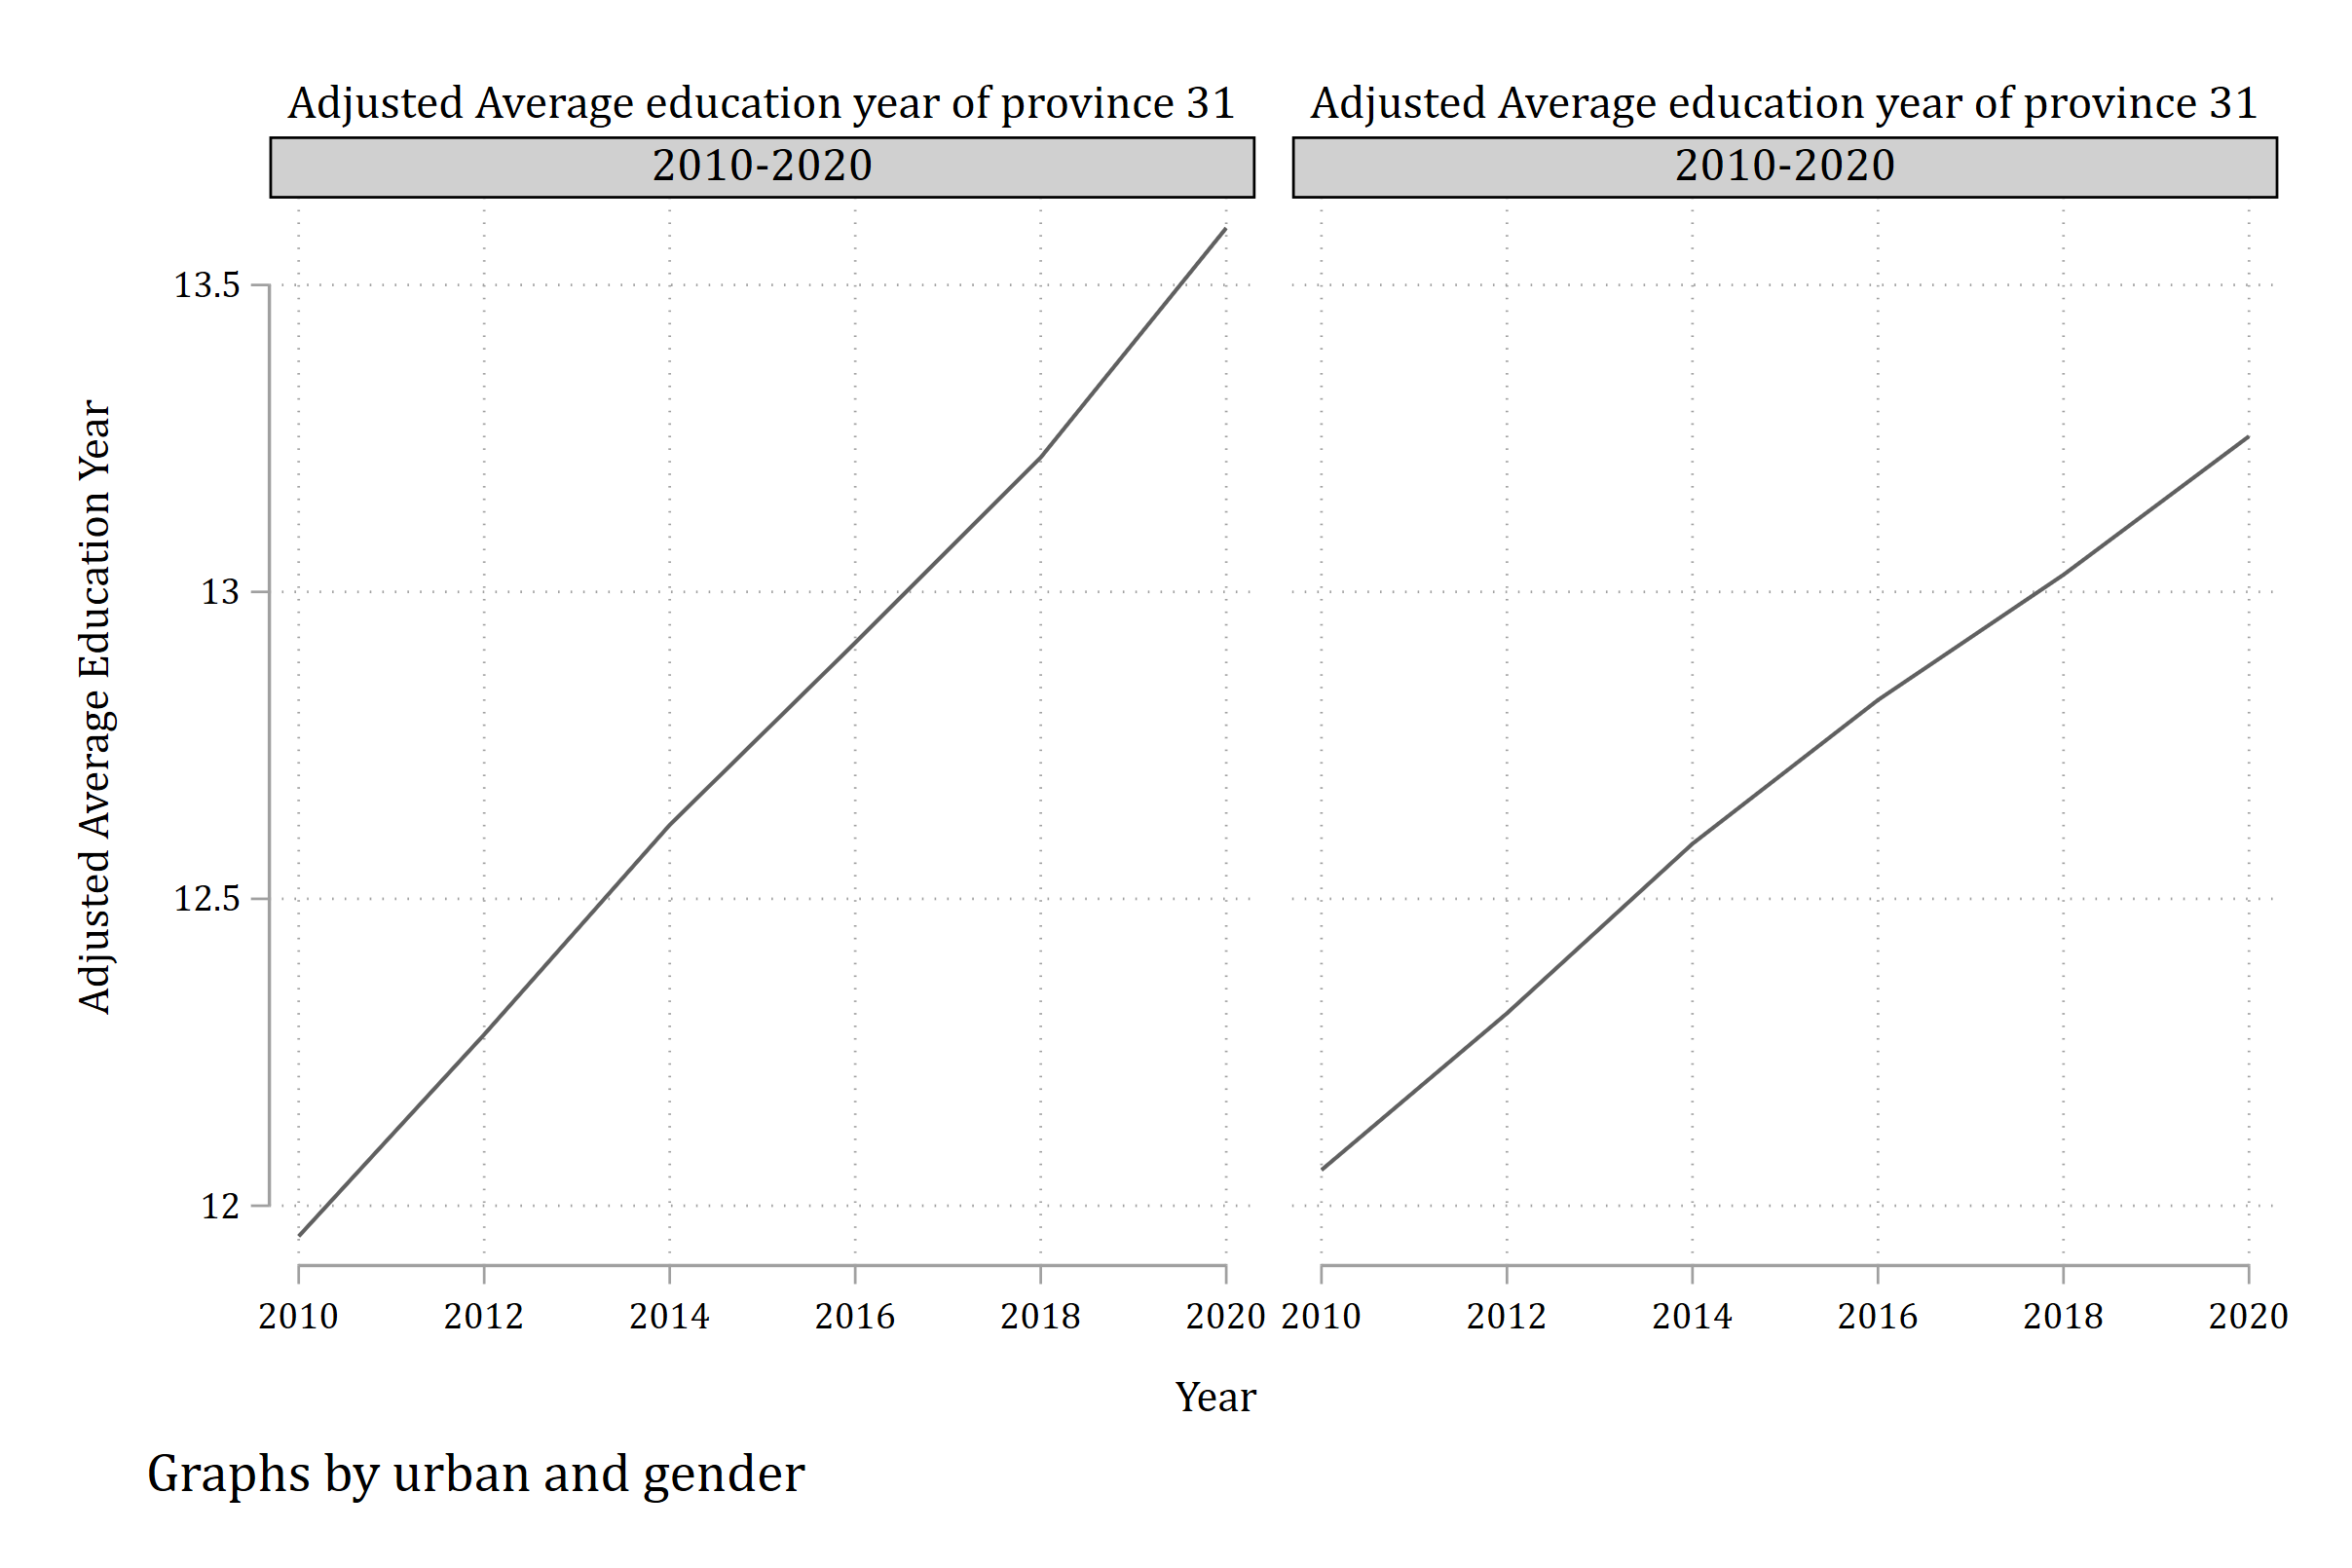 Adjusted Average education year of province 31
Adjusted Average education year of province 31
2010-2020
2010-2020
Adjusted Average Education Year
13.5
13
12.5
12
2010 2012 2014 2016 2018 2020
2010 2012 2014 2016 2018 2020
Year
Graphs by urban and gender